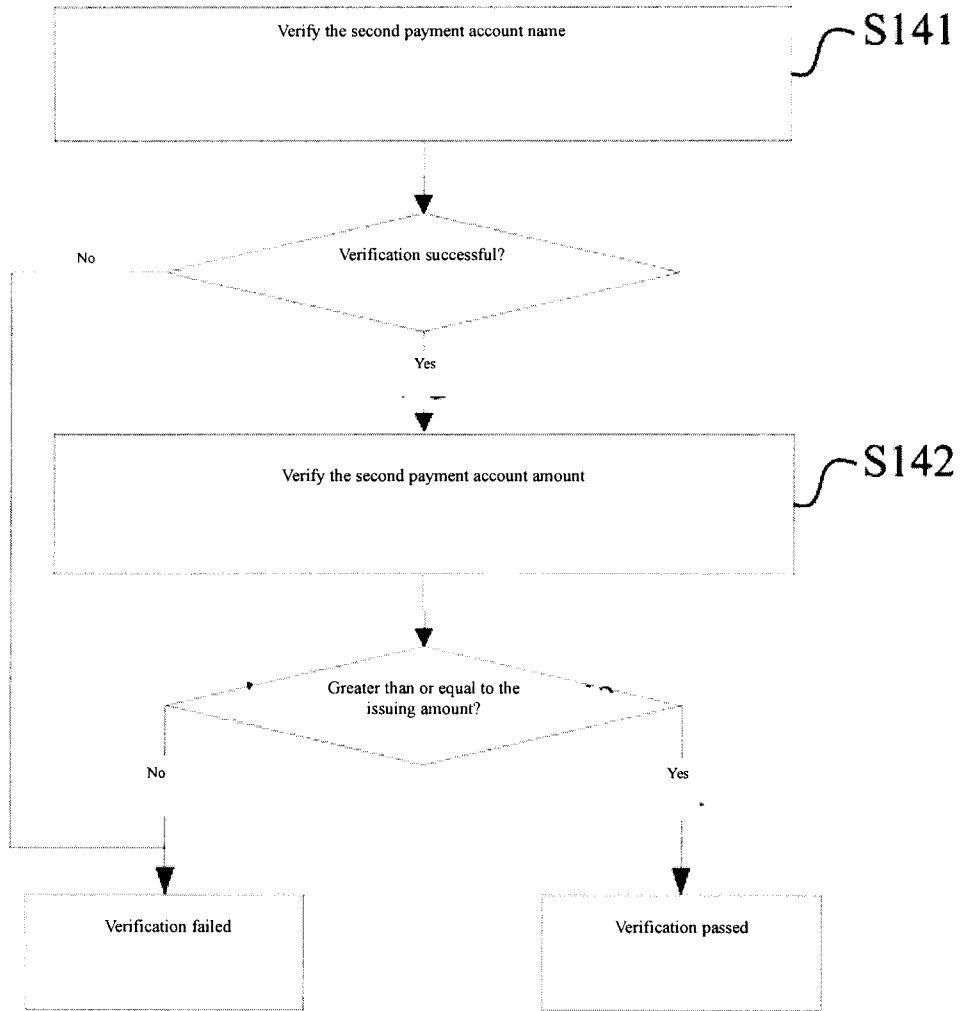 Verify the second payment account name
S141
Verification successful?
No
Yes
Verify the second payment account amount
S142
Greater than or equal to the
issuing amount?
No
Yes
Verification failed
Verification passed